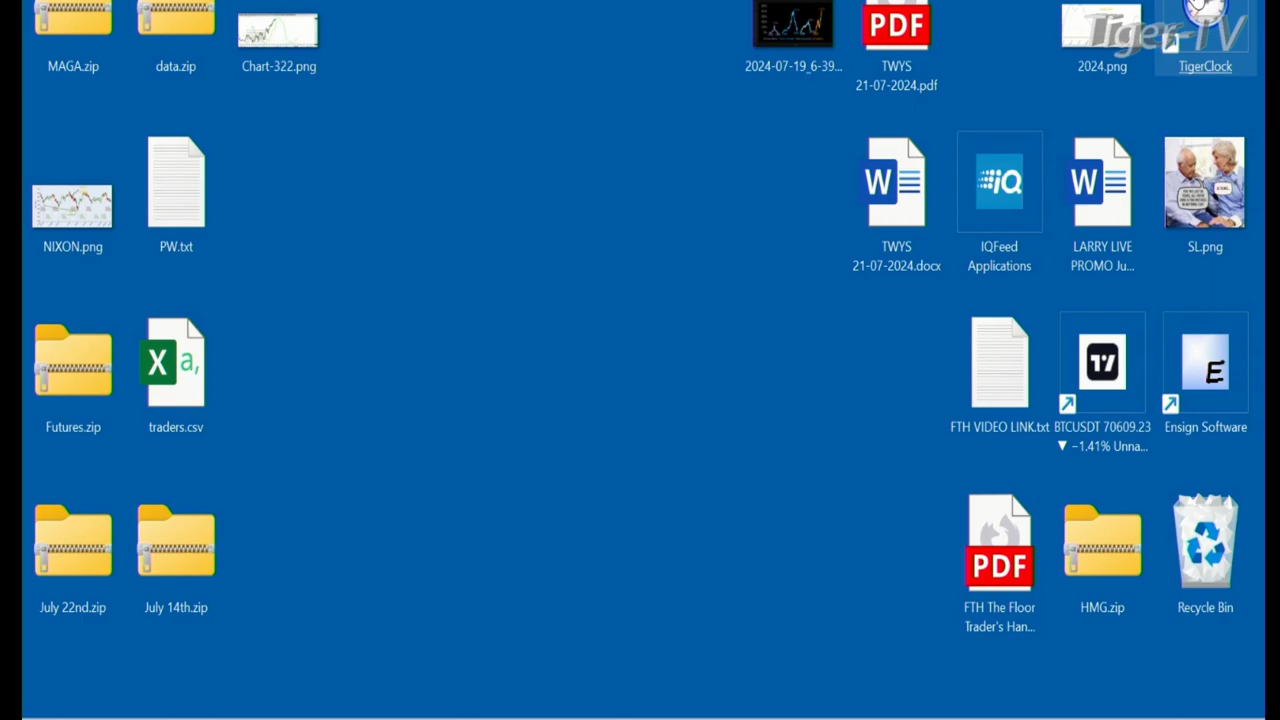 Tiger-TV
MAGA.zip
data.zip
Chart-322.png
2024-07-19_6-39...
PDF
TWYS
21-07-2024.pdf
2024.png
TigerClock
NIXON.png
PW.txt
W
TWYS
21-07-2024.docx
iQ
IQFeed
Applications
W
LARRY LIVE
PROMO Ju...
SL.png
Futures.zip
X a,
traders.csv
FTH VIDEO LINK.txt
BTCUSDT 70609.23
▼ −1.41% Unna...
E
Ensign Software
July 22nd.zip
July 14th.zip
PDF
FTH The Floor
Trader's Han...
HMG.zip
Recycle Bin